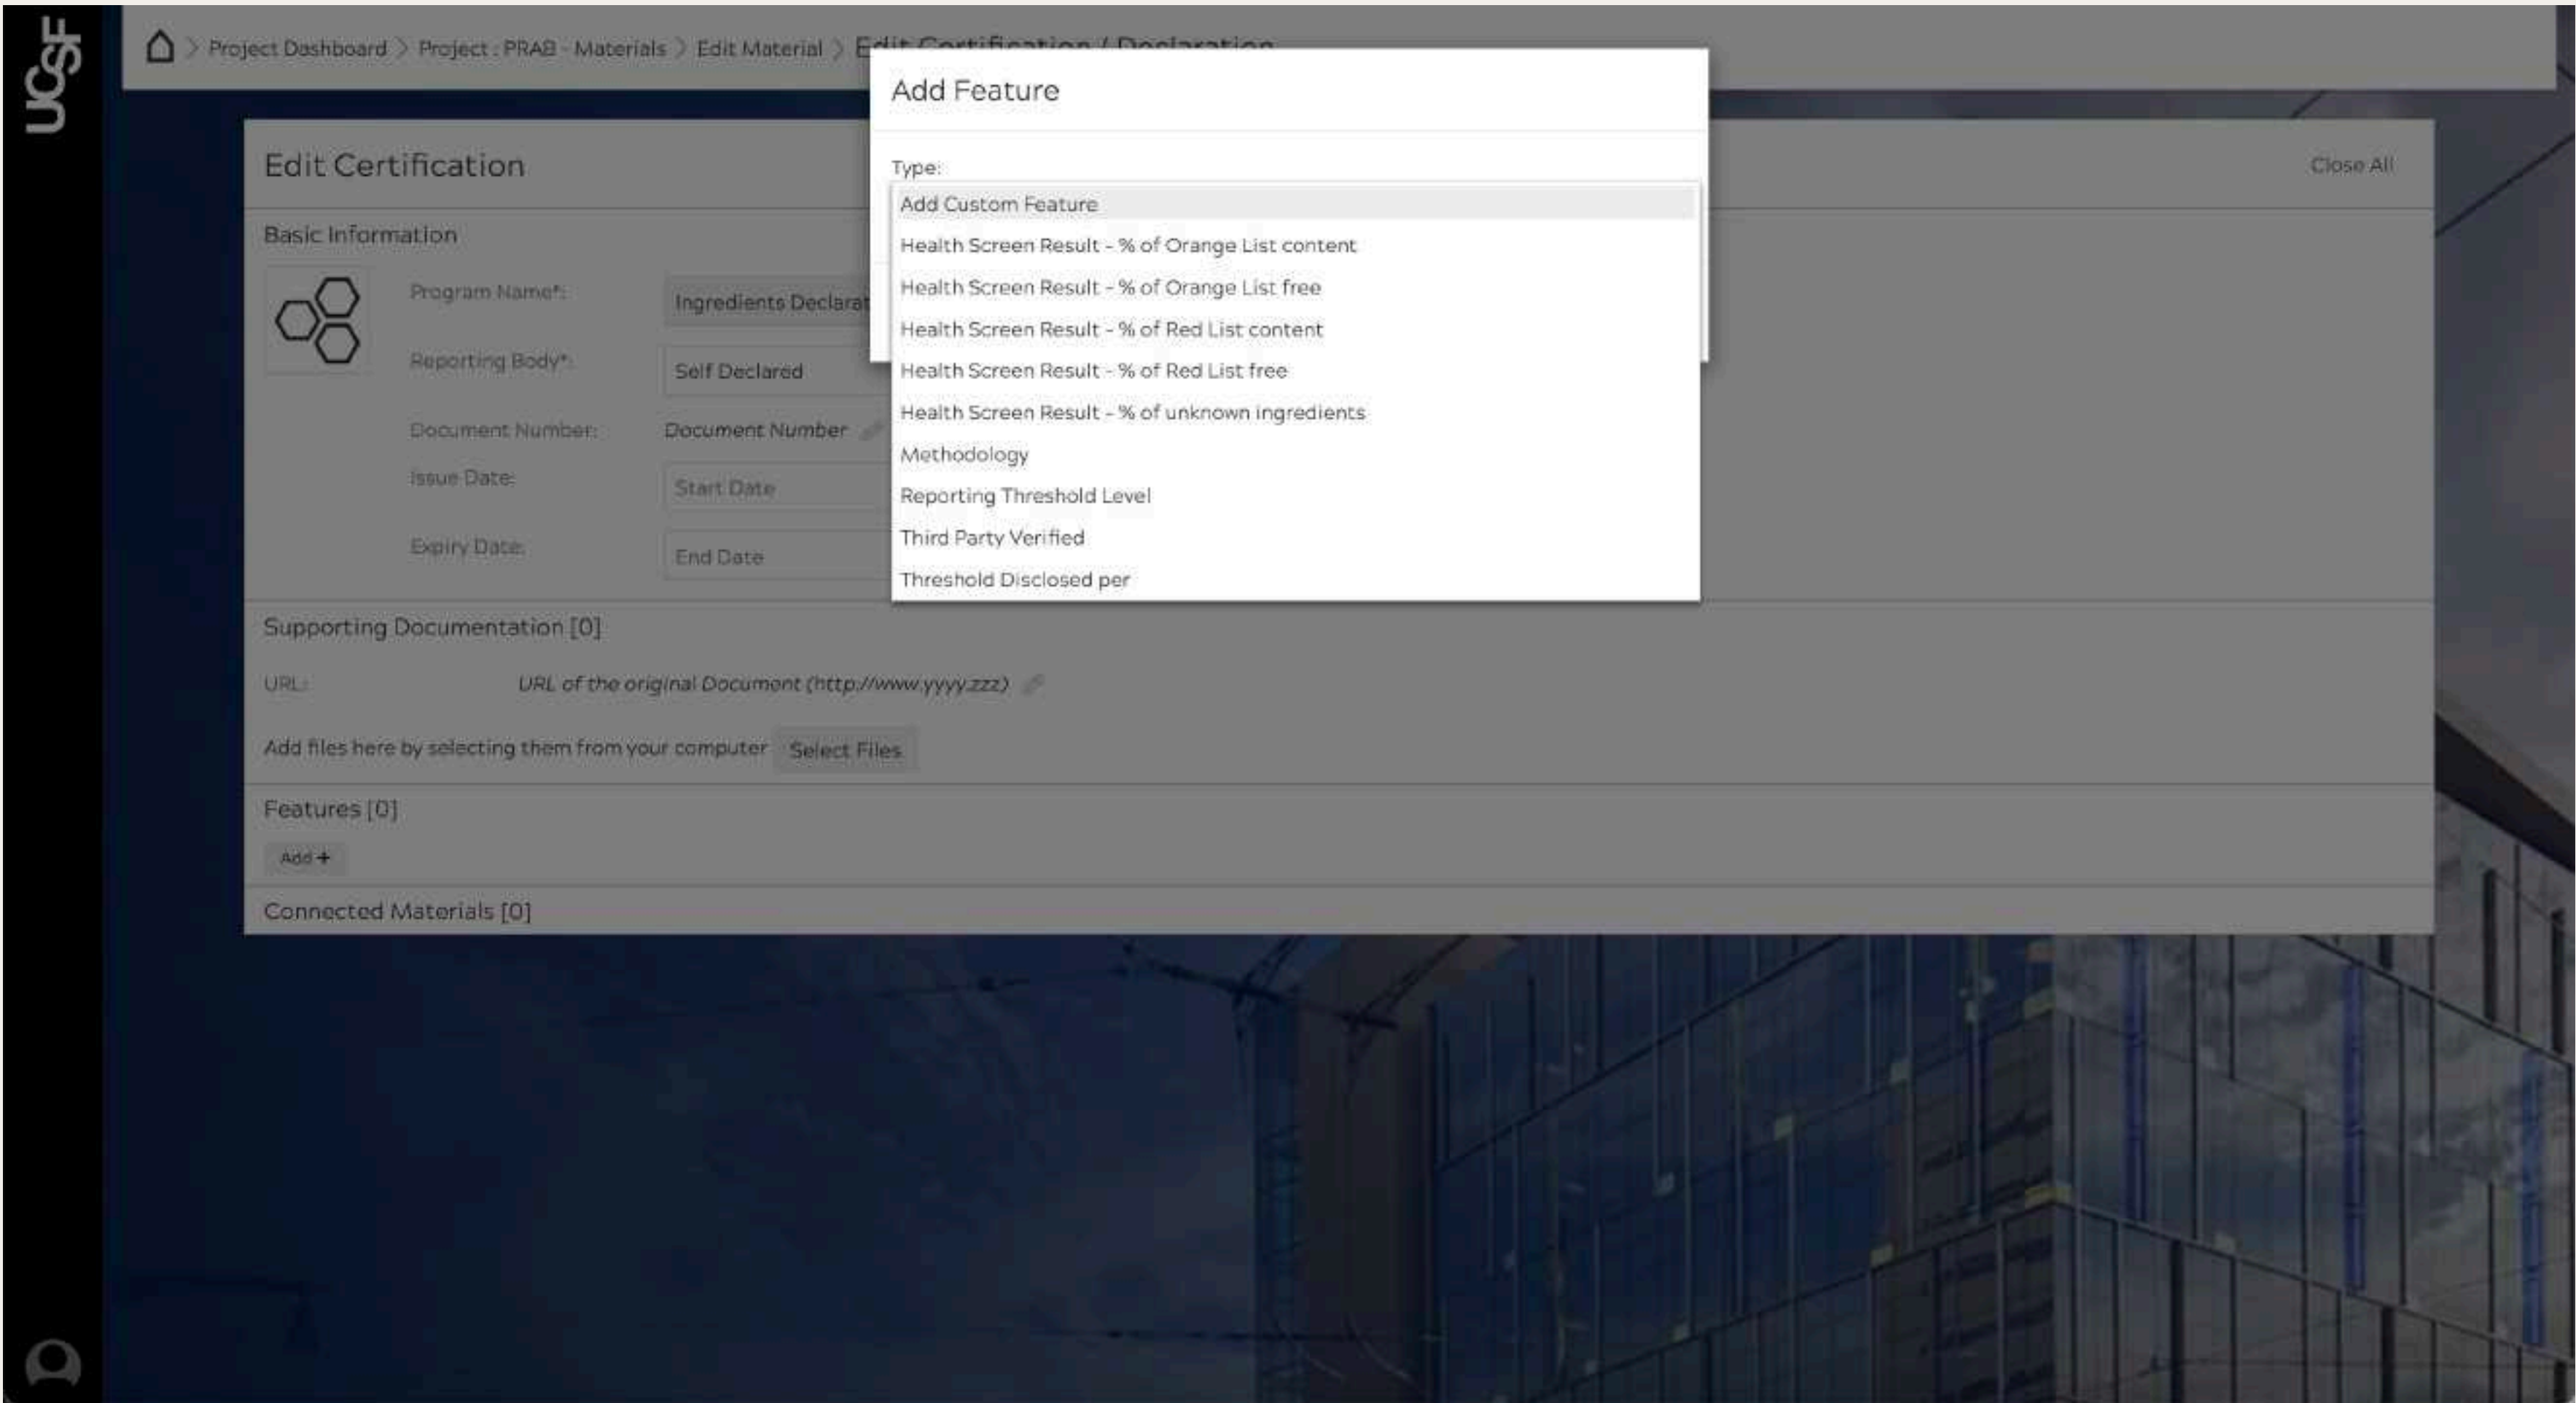 UCSF
Project Dashboard > Project : PRAB - Materials > Edit Material > Edit Certification / Declaration
Add Feature
Edit Certification
Close All
Type:
Add Custom Feature
Health Screen Result - % of Orange List content
Health Screen Result - % of Orange List free
Health Screen Result - % of Red List content
Health Screen Result - % of Red List free
Health Screen Result - % of unknown ingredients
Methodology
Reporting Threshold Level
Third Party Verified
Threshold Disclosed per
Basic Information
Program Name*: Ingredients Declarat
Reporting Body*: Self Declared
Document Number: Document Number
Issue Date: Start Date
Expiry Date: End Date
Supporting Documentation [0]
URL: URL of the original Document (http://www.yyyy.zzz)
Add files here by selecting them from your computer Select Files
Features [0]
Add +
Connected Materials [0]